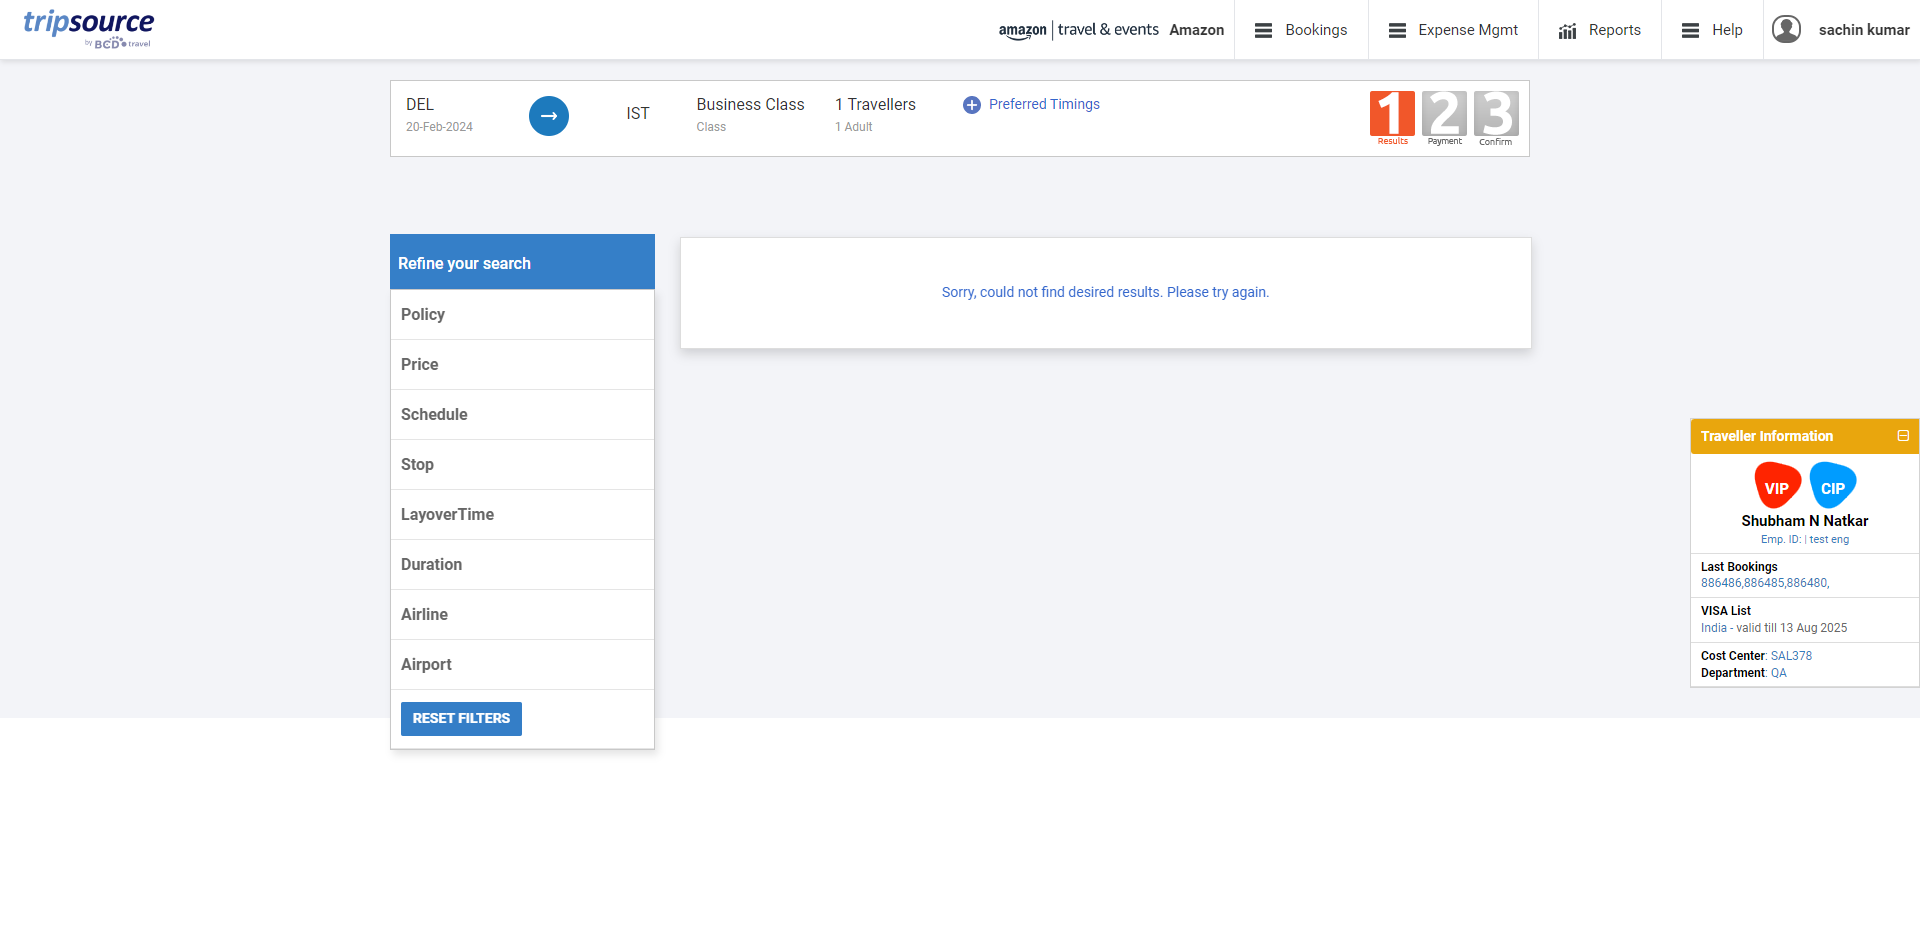 tripsource
by BCD travel
amazon travel & events Amazon
Bookings
Expense Mgmt
Reports
Help
sachin kumar
DEL
20-Feb-2024
IST
Business Class
Class
1 Travellers
1 Adult
Preferred Timings
1 2 3
Results Payment Confirm
Refine your search
Policy
Price
Schedule
Stop
LayoverTime
Duration
Airline
Airport
RESET FILTERS
Sorry, could not find desired results. Please try again.
Traveller Information
VIP CIP
Shubham N Natkar
Emp. ID: | test eng
Last Bookings
886486,886485,886480,
VISA List
India - valid till 13 Aug 2025
Cost Center: SAL378
Department: QA